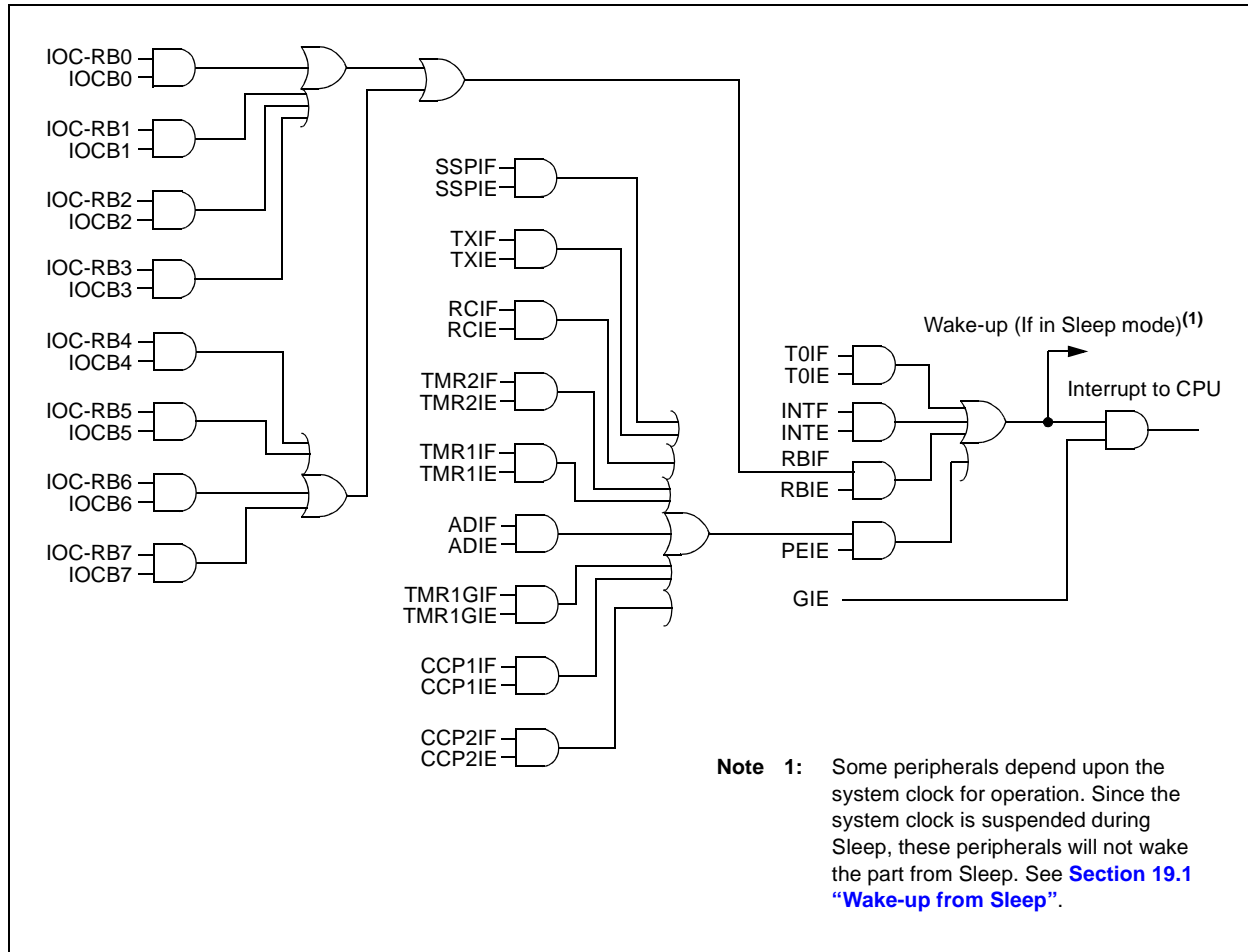 IOC-RB0
IOCB0
IOC-RB1
IOCB1
IOC-RB2
IOCB2
IOC-RB3
IOCB3
IOC-RB4
IOCB4
IOC-RB5
IOCB5
IOC-RB6
IOCB6
IOC-RB7
IOCB7
SSPIF
SSPIE
TXIF
TXIE
RCIF
RCIE
TMR2IF
TMR2IE
TMR1IF
TMR1IE
ADIF
ADIE
TMR1GIF
TMR1GIE
CCP1IF
CCP1IE
CCP2IF
CCP2IE
Wake-up (If in Sleep mode)(1)
T0IF
T0IE
Interrupt to CPU
INTF
INTE
RBIF
RBIE
PEIE
GIE
Note 1: Some peripherals depend upon the
system clock for operation. Since the
system clock is suspended during
Sleep, these peripherals will not wake
the part from Sleep. See Section 19.1
“Wake-up from Sleep”.